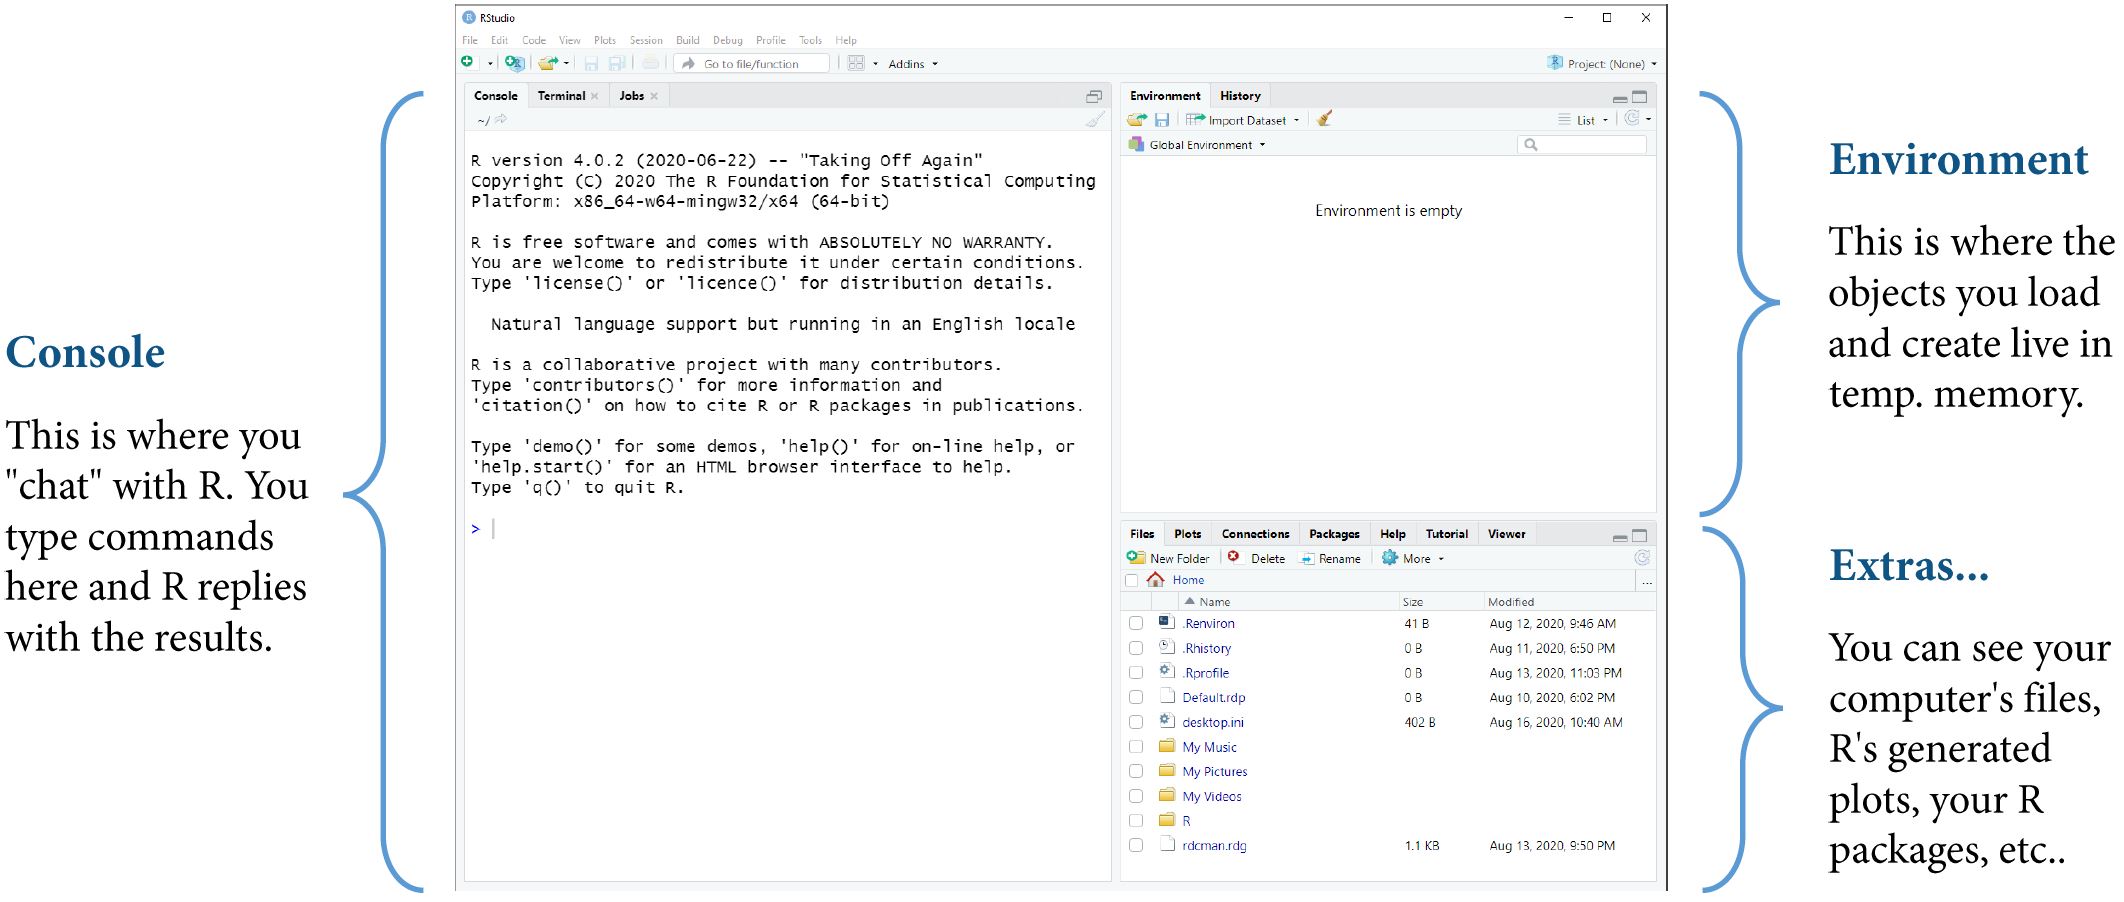 Console
This is where you
"chat" with R. You
type commands
here and R replies
with the results.
RStudio
File Edit Code View Plots Session Build Debug Profile Tools Help
Go to file/function Addins Project: (None)
Console Terminal Jobs
~/
R version 4.0.2 (2020-06-22) -- "Taking Off Again"
Copyright (C) 2020 The R Foundation for Statistical Computing
Platform: x86_64-w64-mingw32/x64 (64-bit)
R is free software and comes with ABSOLUTELY NO WARRANTY.
You are welcome to redistribute it under certain conditions.
Type 'license()' or 'licence()' for distribution details.
Natural language support but running in an English locale
R is a collaborative project with many contributors.
Type 'contributors()' for more information and
'citation()' on how to cite R or R packages in publications.
Type 'demo()' for some demos, 'help()' for on-line help, or
'help.start()' for an HTML browser interface to help.
Type 'q()' to quit R.
>
Environment History
Import Dataset List
Global Environment
Environment is empty
Files Plots Connections Packages Help Tutorial Viewer
New Folder Delete Rename More
Home ...
Name Size Modified
.Renviron 41 B Aug 12, 2020, 9:46 AM
.Rhistory 0 B Aug 11, 2020, 6:50 PM
.Rprofile 0 B Aug 13, 2020, 11:03 PM
Default.rdp 0 B Aug 10, 2020, 6:02 PM
desktop.ini 402 B Aug 16, 2020, 10:40 AM
My Music
My Pictures
My Videos
R
rdcman.rdg 1.1 KB Aug 13, 2020, 9:50 PM
Environment
This is where the
objects you load
and create live in
temp. memory.
Extras...
You can see your
computer's files,
R's generated
plots, your R
packages, etc..